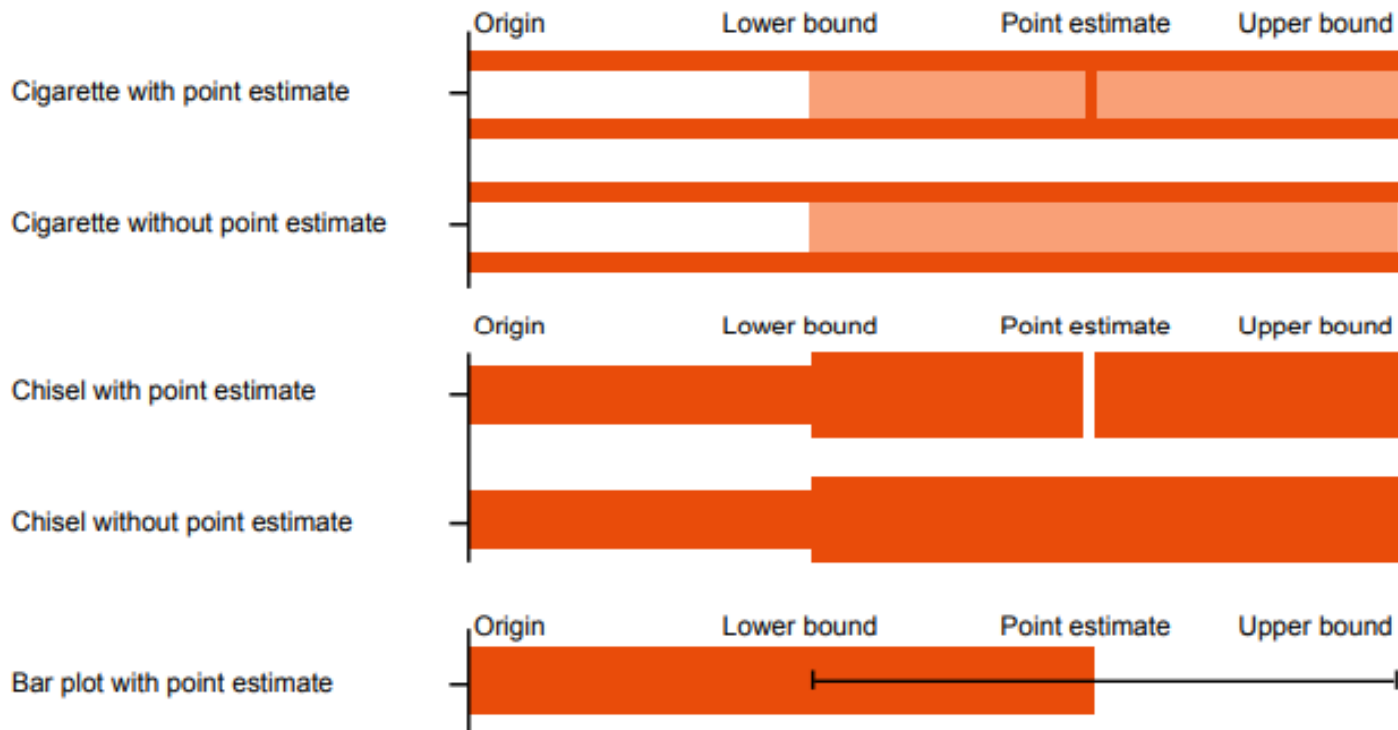 Origin Lower bound Point estimate Upper bound
Cigarette with point estimate
Cigarette without point estimate
Origin Lower bound Point estimate Upper bound
Chisel with point estimate
Chisel without point estimate
Origin Lower bound Point estimate Upper bound
Bar plot with point estimate